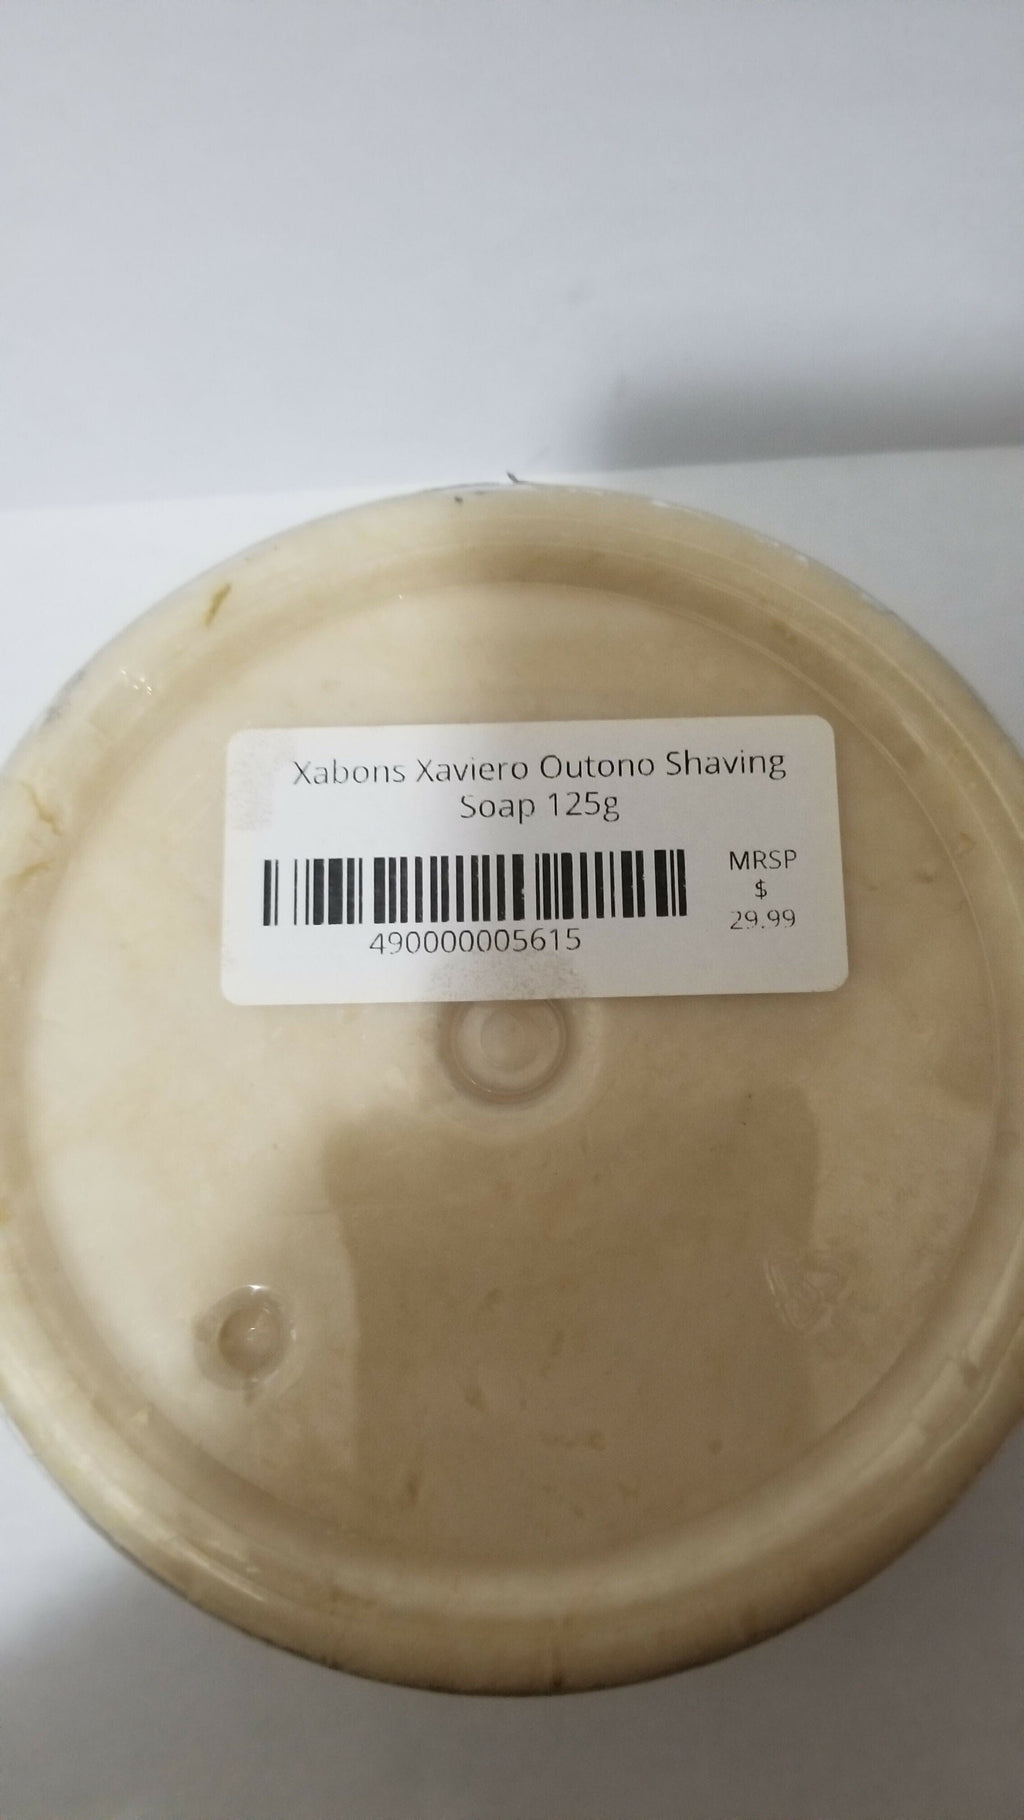 Xabons Xaviero Outono Shaving
Soap 125g
MRSP
$
29.99
490000005615